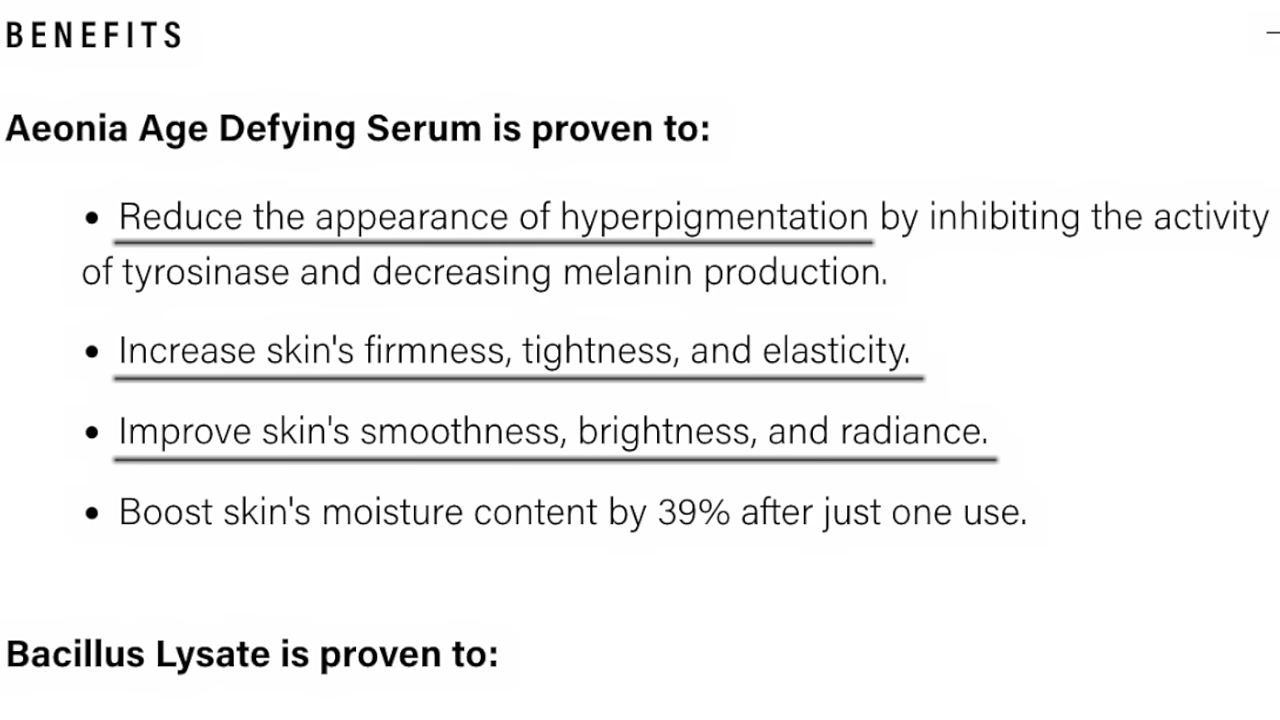 BENEFITS
Aeonia Age Defying Serum is proven to:
• Reduce the appearance of hyperpigmentation by inhibiting the activity
of tyrosinase and decreasing melanin production.
• Increase skin's firmness, tightness, and elasticity.
• Improve skin's smoothness, brightness, and radiance.
• Boost skin's moisture content by 39% after just one use.
Bacillus Lysate is proven to: